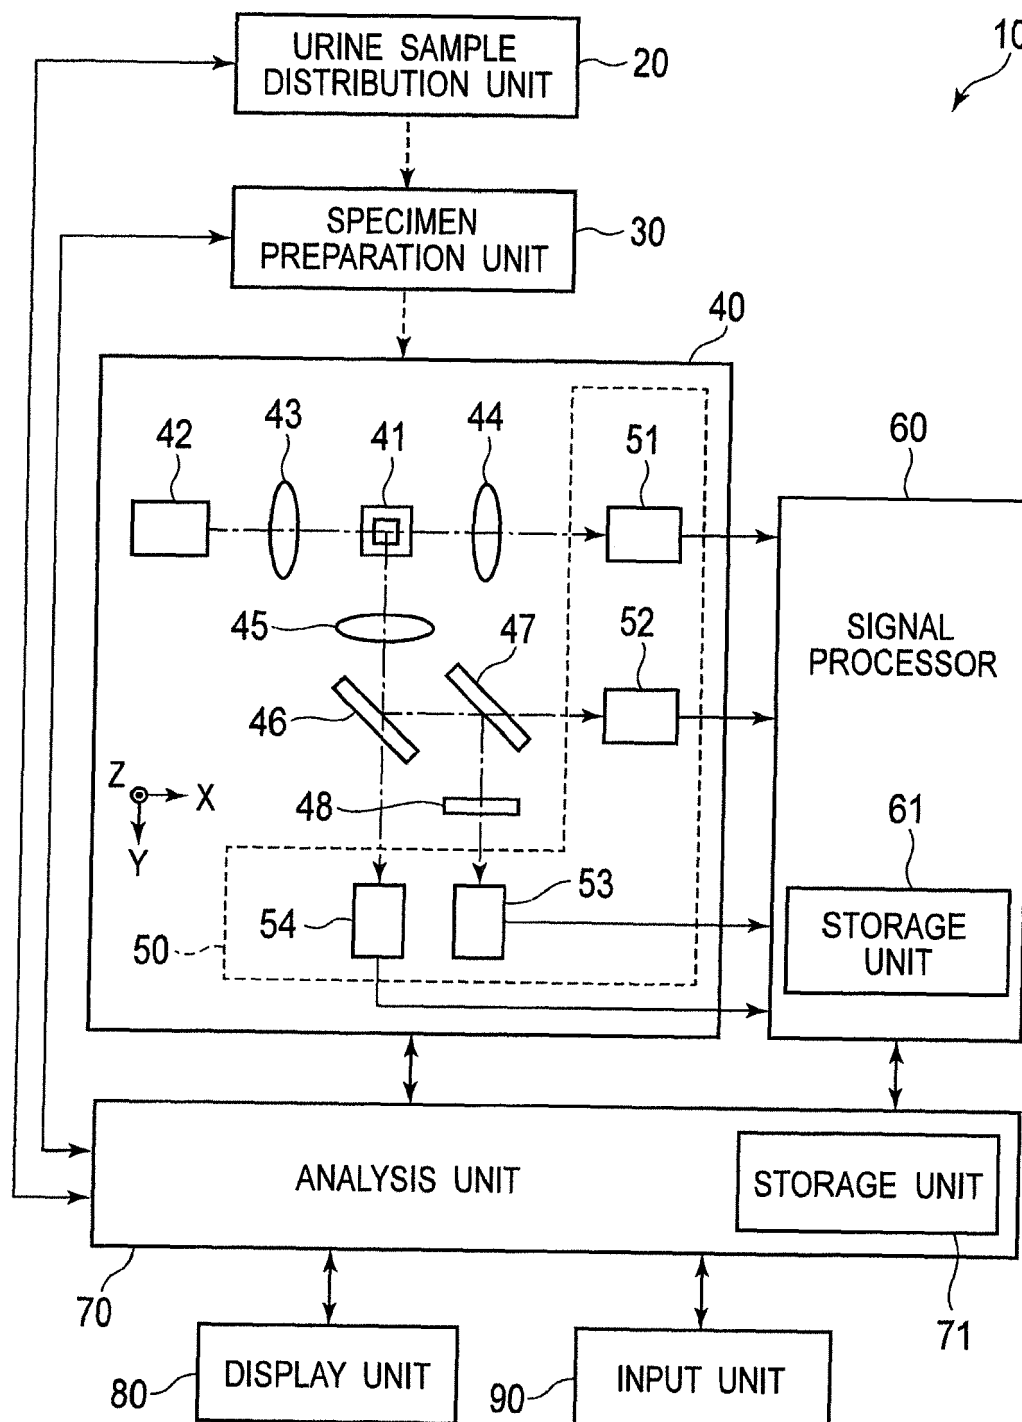 10
URINE SAMPLE
DISTRIBUTION UNIT
20
SPECIMEN
PREPARATION UNIT
30
40
42
43
41
44
51
60
45
47
52
SIGNAL
PROCESSOR
46
Z
X
Y
48
61
53
54
50
STORAGE
UNIT
ANALYSIS UNIT
STORAGE UNIT
70
71
80
DISPLAY UNIT
90
INPUT UNIT